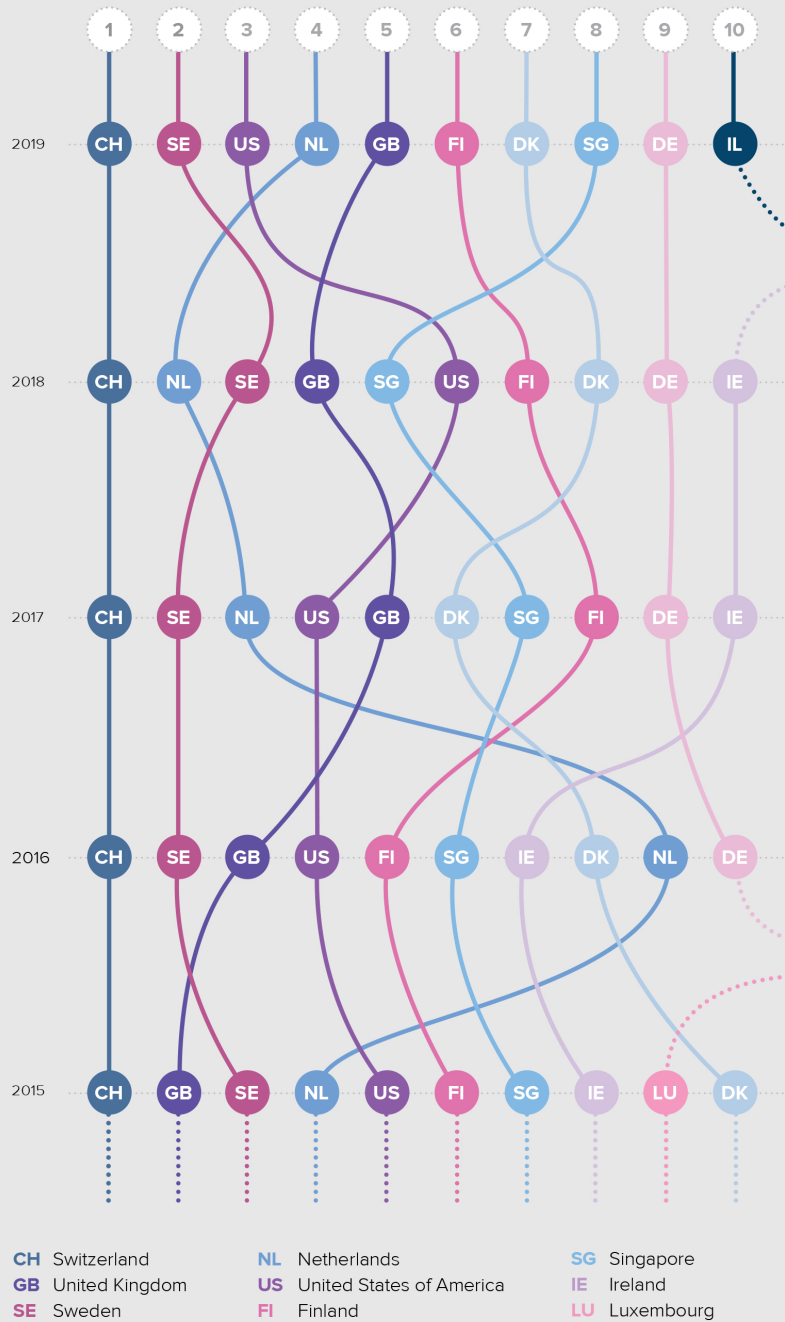 1 2 3 4 5 6 7 8 9 10
2019 CH SE US NL GB FI DK SG DE IL
2018 CH NL SE GB SG US FI DK DE IE
2017 CH SE NL US GB DK SG FI DE IE
2016 CH SE GB US FI SG IE DK NL DE
2015 CH GB SE NL US FI SG IE LU DK
CH Switzerland NL Netherlands SG Singapore
GB United Kingdom US United States of America IE Ireland
SE Sweden FI Finland LU Luxembourg